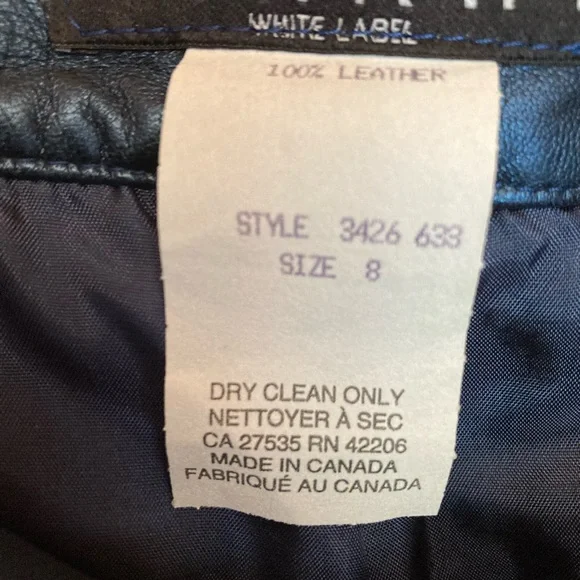 WHITE LABEL
100% LEATHER
STYLE 3426 633
SIZE 8
DRY CLEAN ONLY
NETTOYER À SEC
CA 27535 RN 42206
MADE IN CANADA
FABRIQUÉ AU CANADA